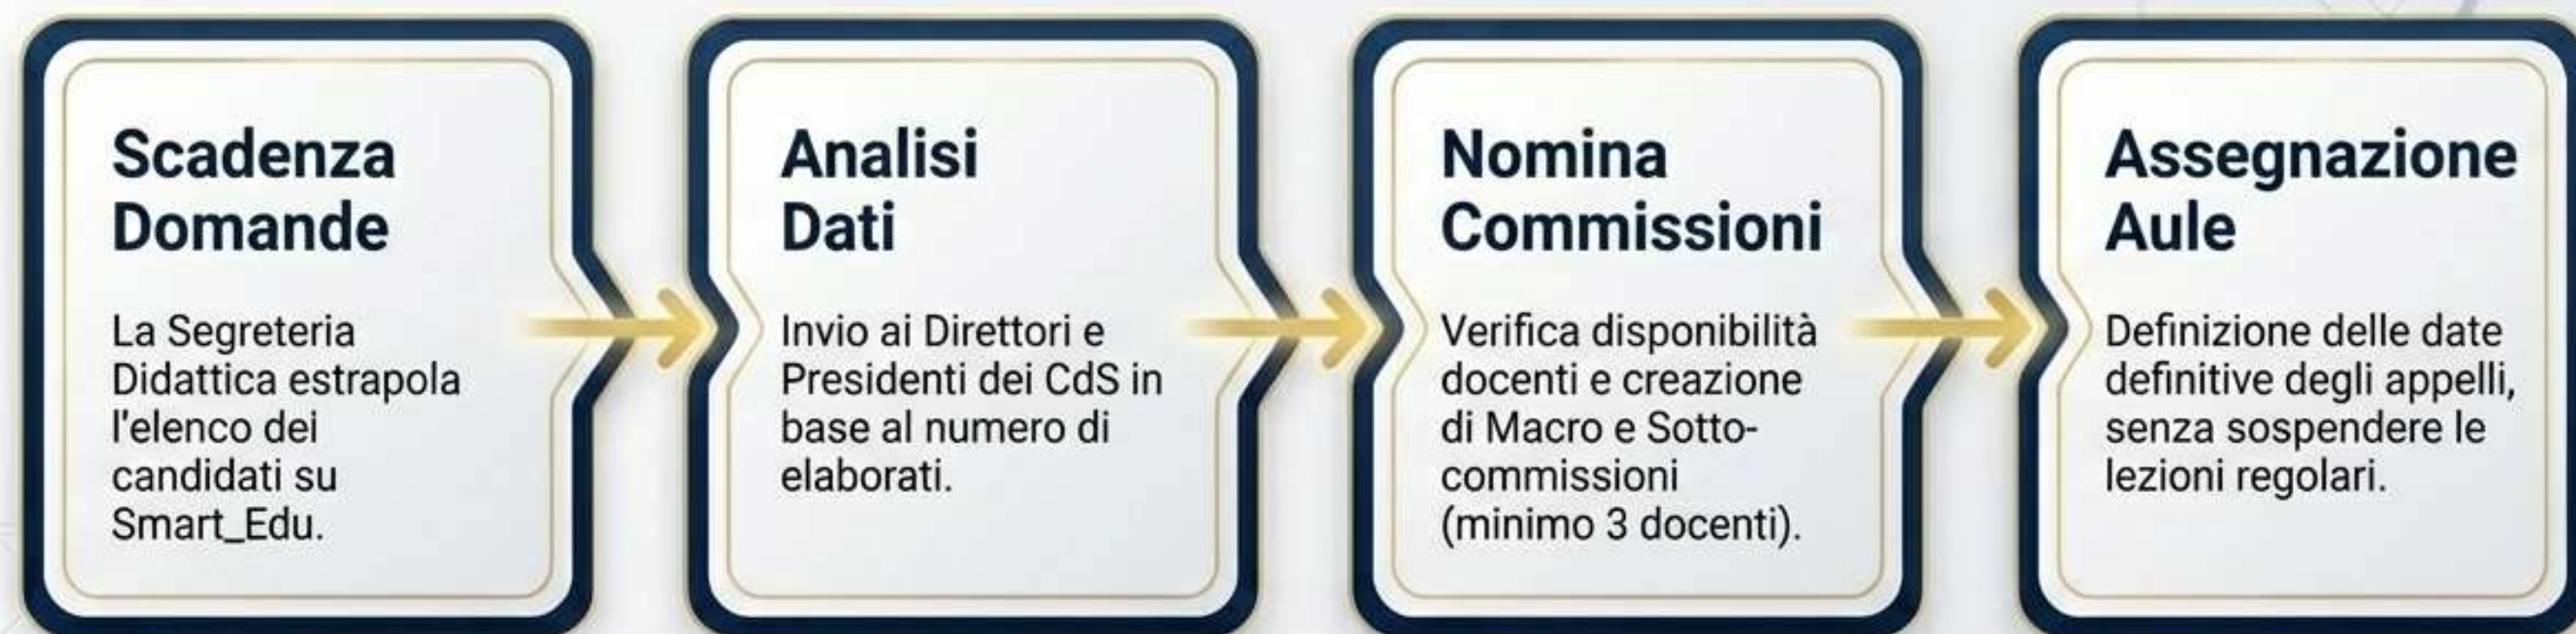 Scadenza
Domande
La Segreteria
Didattica estrapola
l'elenco dei
candidati su
Smart_Edu.
Analisi
Dati
Invio ai Direttori e
Presidenti dei CdS in
base al numero di
elaborati.
Nomina
Commissioni
Verifica disponibilità
docenti e creazione
di Macro e Sotto-
commissioni
(minimo 3 docenti).
Assegnazione
Aule
Definizione delle date
definitive degli appelli,
senza sospendere le
lezioni regolari.